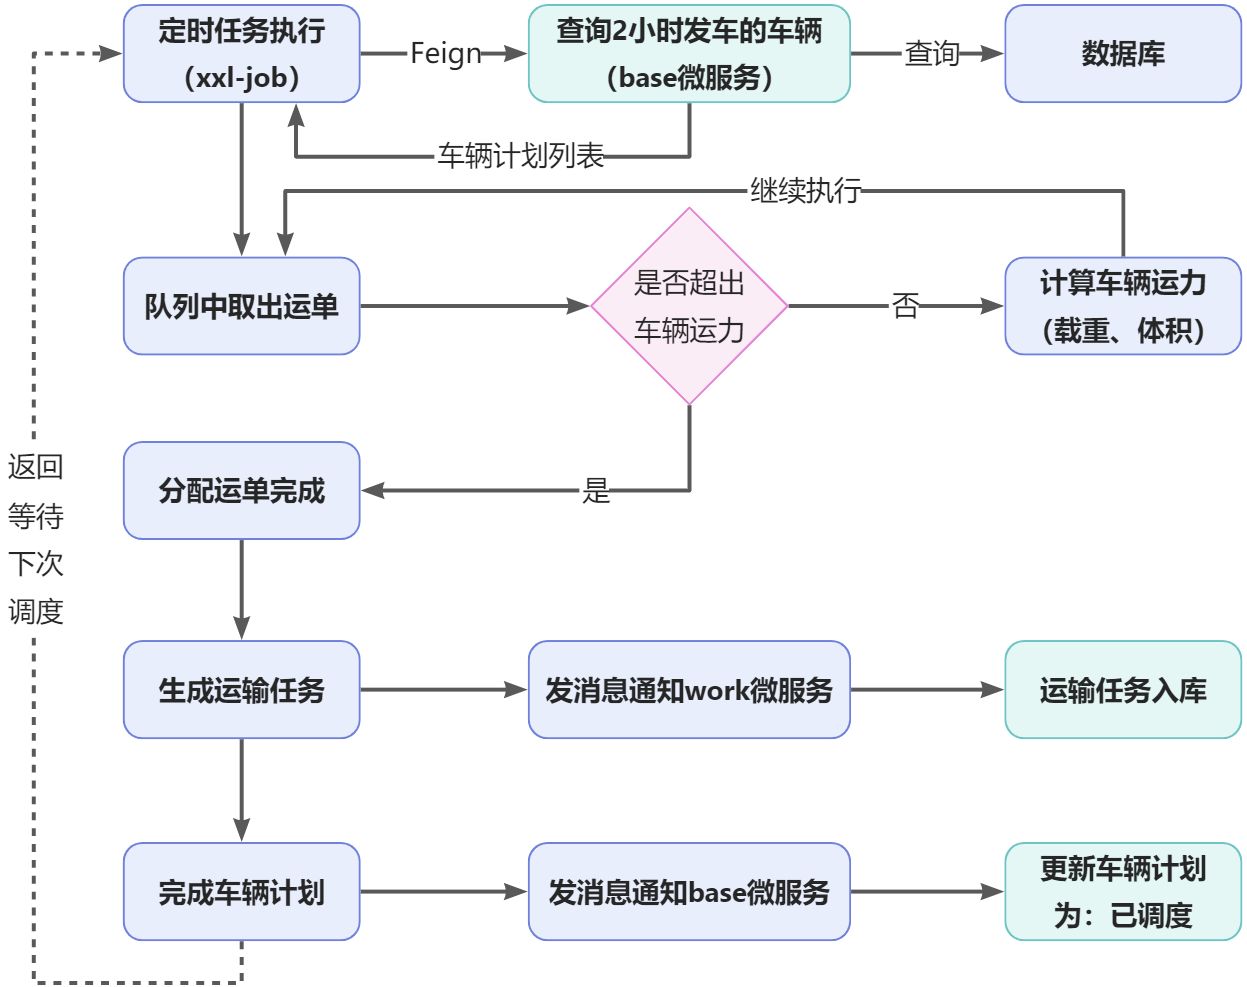 定时任务执行
（xxl-job）
Feign
查询2小时发车的车辆
（base微服务）
查询
数据库
车辆计划列表
继续执行
队列中取出运单
是否超出
车辆运力
否
计算车辆运力
（载重、体积）
返回
等待
下次
调度
分配运单完成
是
生成运输任务
发消息通知work微服务
运输任务入库
完成车辆计划
发消息通知base微服务
更新车辆计划
为：已调度